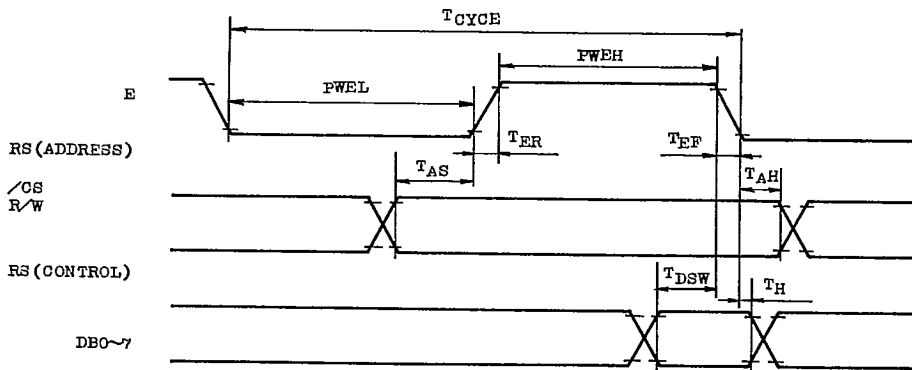 TCYCE
PWEH
E
PWEL
RS(ADDRESS)
TER
TEF
TAS
TAH
/CS
R/W
RS(CONTROL)
TDSW
TH
DB0~7